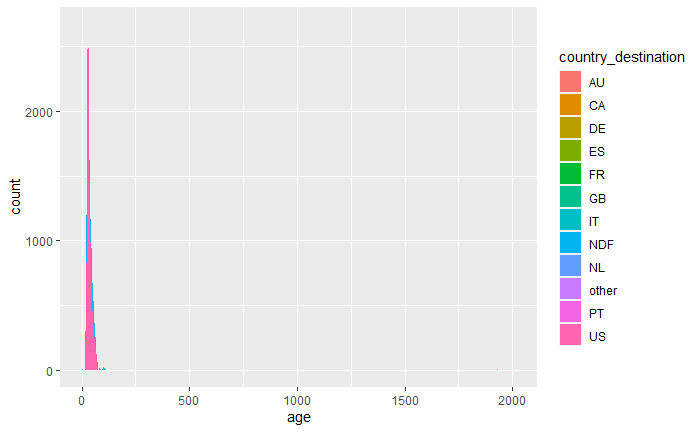 2000
1000
0
count
0
500
1000
1500
2000
age
country_destination
AU
CA
DE
ES
FR
GB
IT
NDF
NL
other
PT
US